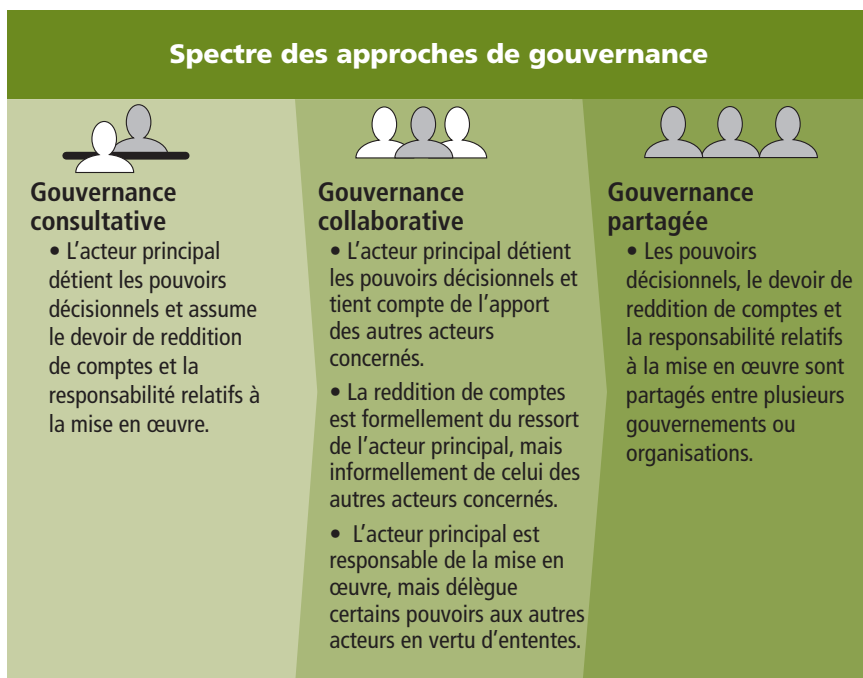 Spectre des approches de gouvernance
Gouvernance
consultative
• L’acteur principal
détient les pouvoirs
décisionnels et assume
le devoir de reddition
de comptes et la
responsabilité relatifs à
la mise en œuvre.
Gouvernance
collaborative
• L’acteur principal détient
les pouvoirs décisionnels et
tient compte de l’apport
des autres acteurs
concernés.
• La reddition de comptes
est formellement du ressort
de l’acteur principal, mais
informellement de celui des
autres acteurs concernés.
• L’acteur principal est
responsable de la mise en
œuvre, mais délègue
certains pouvoirs aux autres
acteurs en vertu d’ententes.
Gouvernance
partagée
• Les pouvoirs
décisionnels, le devoir de
reddition de comptes et
la responsabilité relatifs
à la mise en œuvre sont
partagés entre plusieurs
gouvernements ou
organisations.